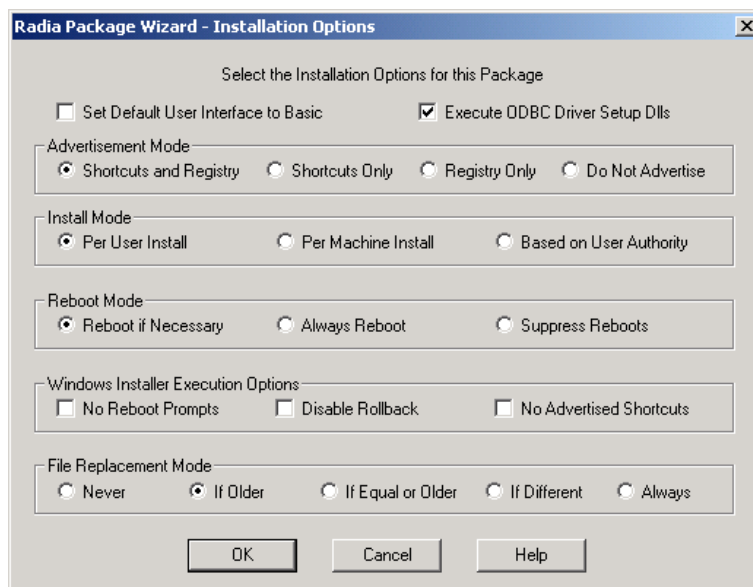 Radia Package Wizard - Installation Options
Select the Installation Options for this Package
Set Default User Interface to Basic Execute ODBC Driver Setup Dlls
Advertisement Mode
Shortcuts and Registry Shortcuts Only Registry Only Do Not Advertise
Install Mode
Per User Install Per Machine Install Based on User Authority
Reboot Mode
Reboot if Necessary Always Reboot Suppress Reboots
Windows Installer Execution Options
No Reboot Prompts Disable Rollback No Advertised Shortcuts
File Replacement Mode
Never If Older If Equal or Older If Different Always
OK Cancel Help